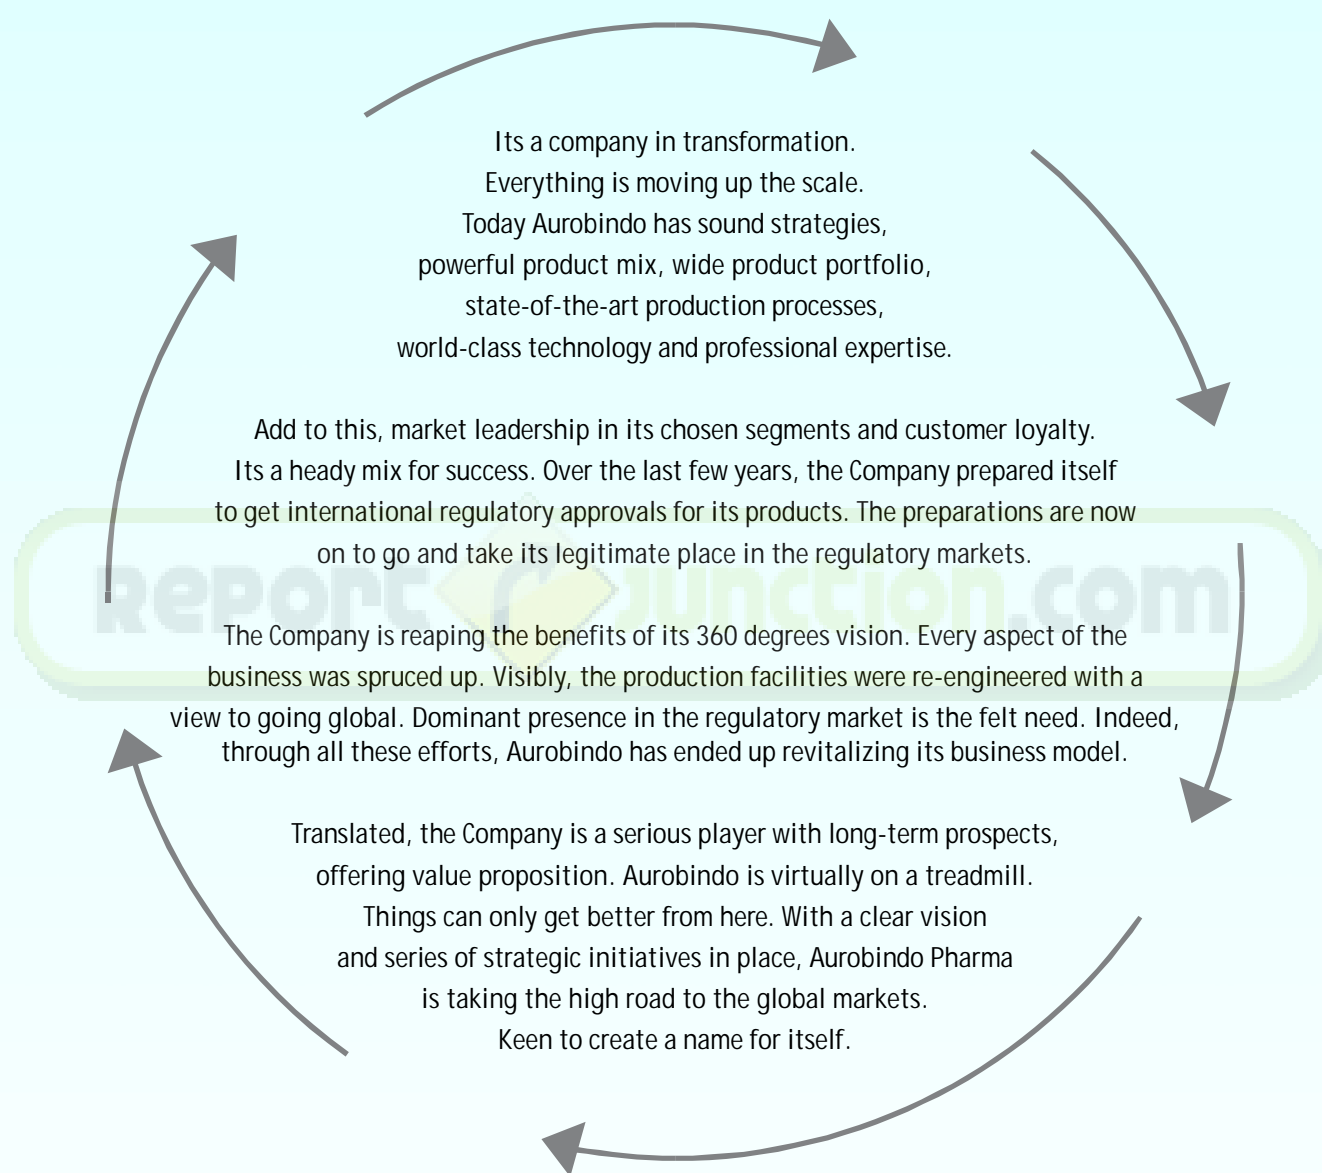 Its a company in transformation.
Everything is moving up the scale.
Today Aurobindo has sound strategies,
powerful product mix, wide product portfolio,
state-of-the-art production processes,
world-class technology and professional expertise.
Add to this, market leadership in its chosen segments and customer loyalty.
Its a heady mix for success. Over the last few years, the Company prepared itself
to get international regulatory approvals for its products. The preparations are now
on to go and take its legitimate place in the regulatory markets.
REPORT JUNCTION.COM
The Company is reaping the benefits of its 360 degrees vision. Every aspect of the
business was spruced up. Visibly, the production facilities were re-engineered with a
view to going global. Dominant presence in the regulatory market is the felt need. Indeed,
through all these efforts, Aurobindo has ended up revitalizing its business model.
Translated, the Company is a serious player with long-term prospects,
offering value proposition. Aurobindo is virtually on a treadmill.
Things can only get better from here. With a clear vision
and series of strategic initiatives in place, Aurobindo Pharma
is taking the high road to the global markets.
Keen to create a name for itself.